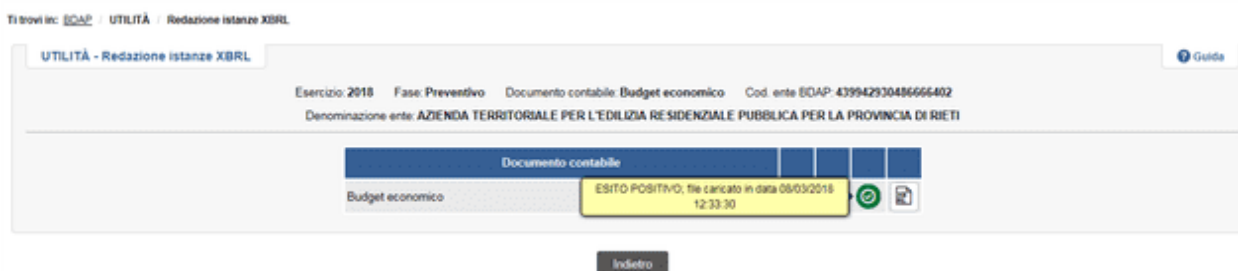 Ti trovi in: BDAP / UTILITÀ / Redazione istanze XBRL
UTILITÀ - Redazione istanze XBRL
Guida
Esercizio: 2018 Fase: Preventivo Documento contabile: Budget economico Cod. ente BDAP: 439942930486666402
Denominazione ente: AZIENDA TERRITORIALE PER L'EDILIZIA RESIDENZIALE PUBBLICA PER LA PROVINCIA DI RIETI
Documento contabile
Budget economico
ESITO POSITIVO; file caricato in data 08/03/2018
12:33:30
Indietro